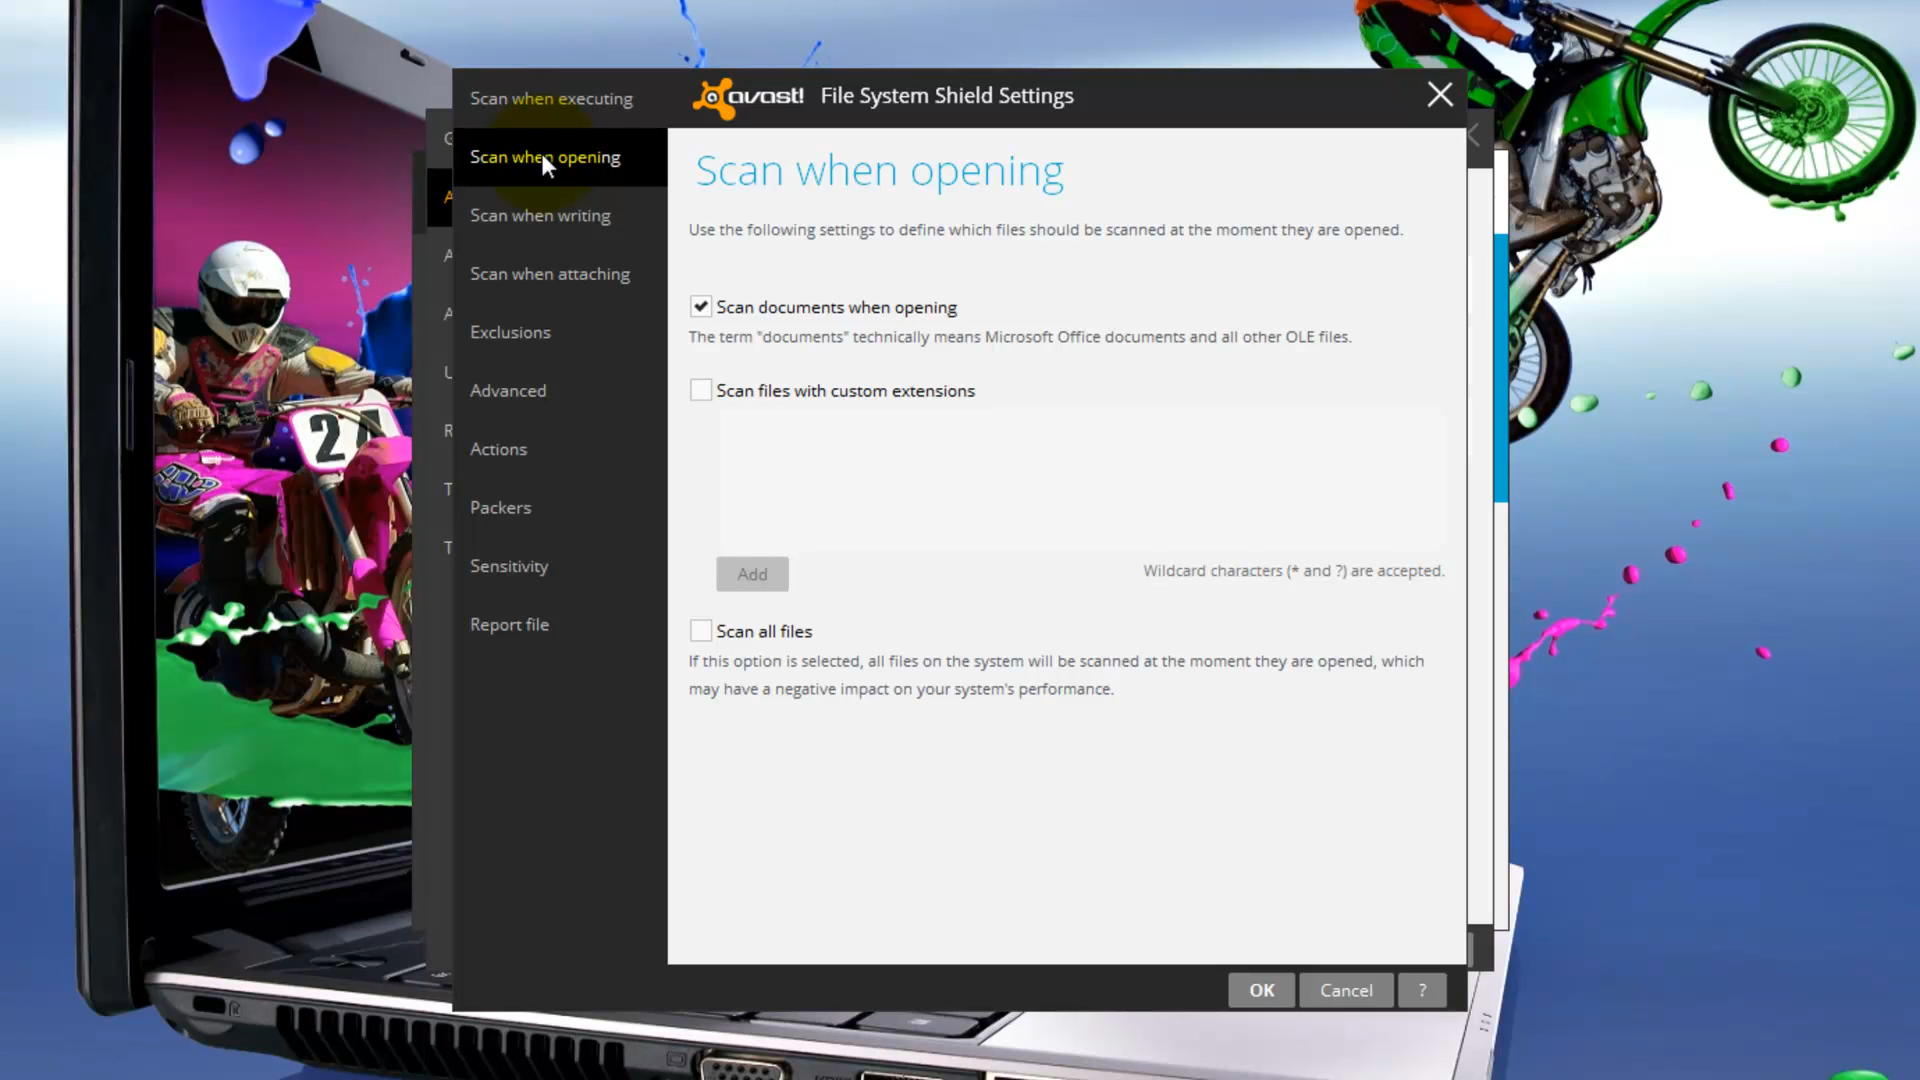 Scan when executing
avast! File System Shield Settings
G
Scan when opening
A
Scan when writing
A
Scan when attaching
A
Exclusions
U
Advanced
R
Actions
T
Packers
T
Sensitivity
Report file
Scan when opening
Use the following settings to define which files should be scanned at the moment they are opened.
Scan documents when opening
The term "documents" technically means Microsoft Office documents and all other OLE files.
Scan files with custom extensions
Add
Wildcard characters (* and ?) are accepted.
Scan all files
If this option is selected, all files on the system will be scanned at the moment they are opened, which
may have a negative impact on your system's performance.
OK Cancel ?